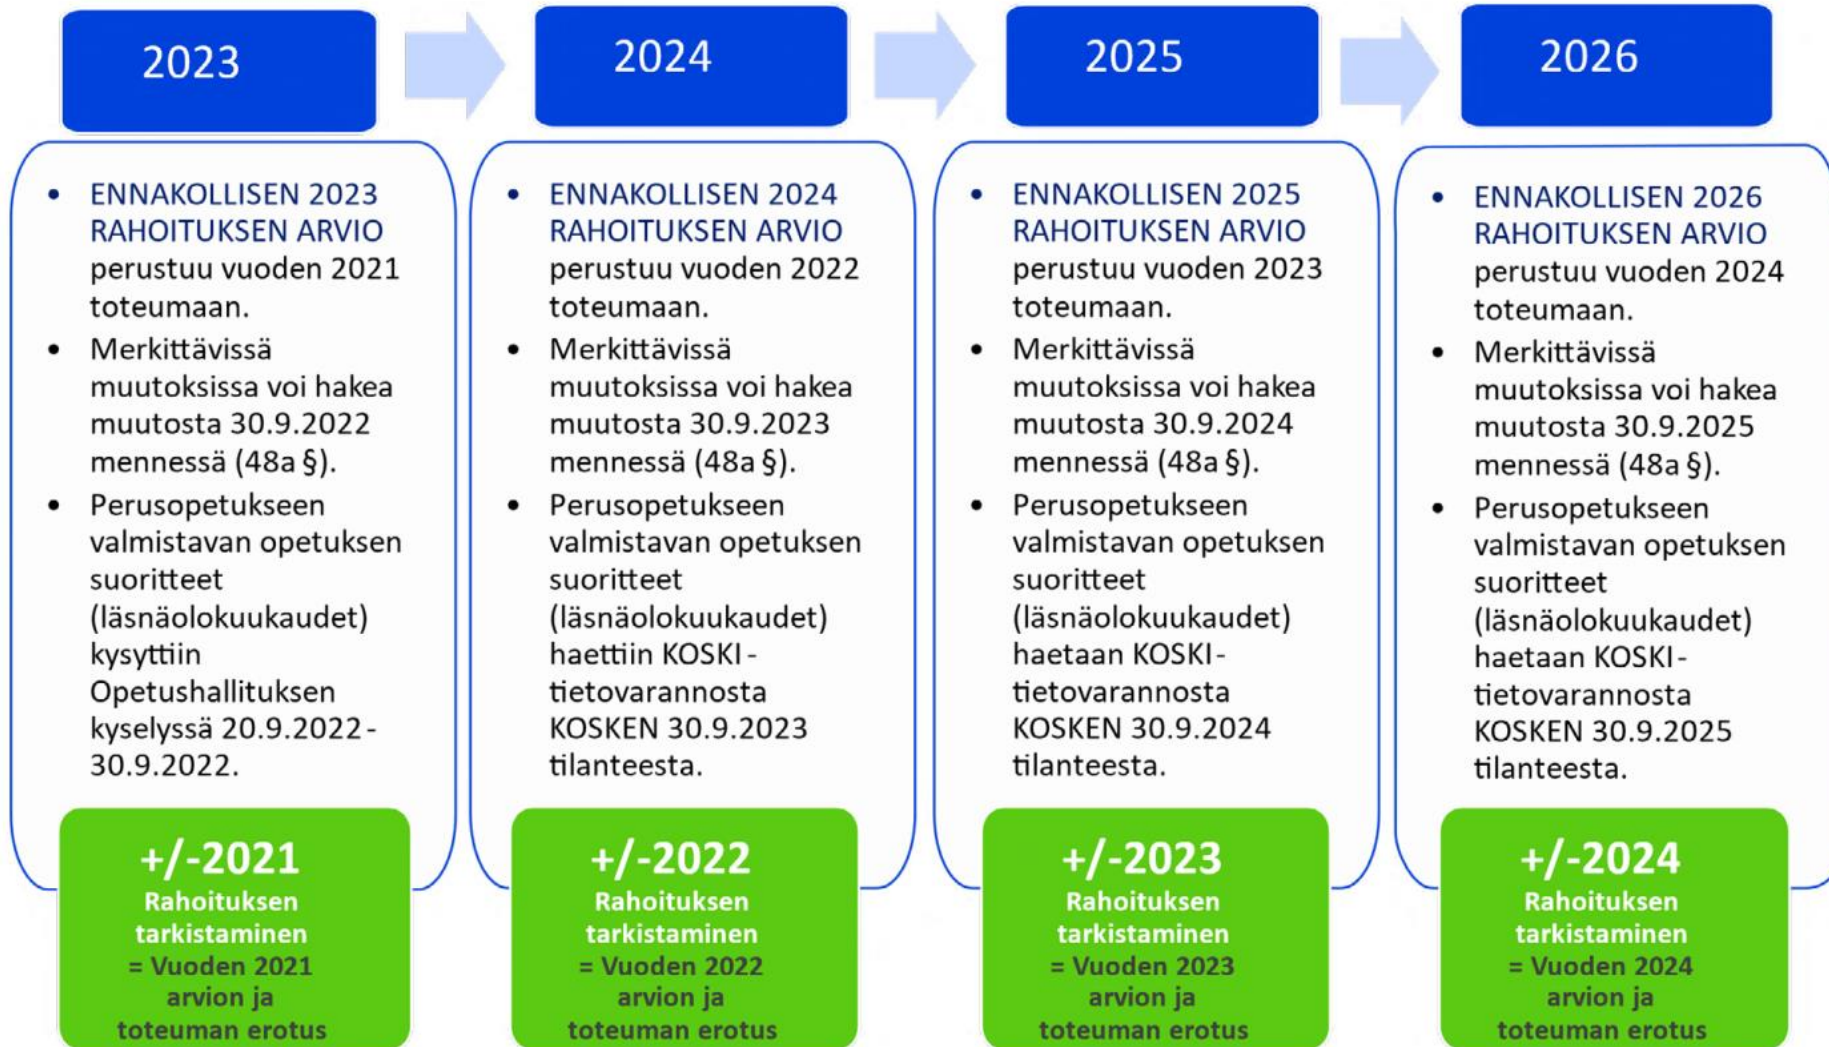 2023
• ENNAKOLLISEN 2023
RAHOITUKSEN ARVIO
perustuu vuoden 2021
toteumaan.
• Merkittävissä
muutoksissa voi hakea
muutosta 30.9.2022
mennessä (48a §).
• Perusopetukseen
valmistavan opetuksen
suoritteet
(läsnäolokuukaudet)
kysyttiin
Opetushallituksen
kyselyssä 20.9.2022 -
30.9.2022.
+/-2021
Rahoituksen
tarkistaminen
= Vuoden 2021
arvion ja
toteuman erotus
2024
• ENNAKOLLISEN 2024
RAHOITUKSEN ARVIO
perustuu vuoden 2022
toteumaan.
• Merkittävissä
muutoksissa voi hakea
muutosta 30.9.2023
mennessä (48a §).
• Perusopetukseen
valmistavan opetuksen
suoritteet
(läsnäolokuukaudet)
haettiin KOSKI -
tietovarannosta
KOSKEN 30.9.2023
tilanteesta.
+/-2022
Rahoituksen
tarkistaminen
= Vuoden 2022
arvion ja
toteuman erotus
2025
• ENNAKOLLISEN 2025
RAHOITUKSEN ARVIO
perustuu vuoden 2023
toteumaan.
• Merkittävissä
muutoksissa voi hakea
muutosta 30.9.2024
mennessä (48a §).
• Perusopetukseen
valmistavan opetuksen
suoritteet
(läsnäolokuukaudet)
haetaan KOSKI-
tietovarannosta
KOSKEN 30.9.2024
tilanteesta.
+/-2023
Rahoituksen
tarkistaminen
= Vuoden 2023
arvion ja
toteuman erotus
2026
• ENNAKOLLISEN 2026
RAHOITUKSEN ARVIO
perustuu vuoden 2024
toteumaan.
• Merkittävissä
muutoksissa voi hakea
muutosta 30.9.2025
mennessä (48a §).
• Perusopetukseen
valmistavan opetuksen
suoritteet
(läsnäolokuukaudet)
haetaan KOSKI-
tietovarannosta
KOSKEN 30.9.2025
tilanteesta.
+/-2024
Rahoituksen
tarkistaminen
= Vuoden 2024
arvion ja
toteuman erotus